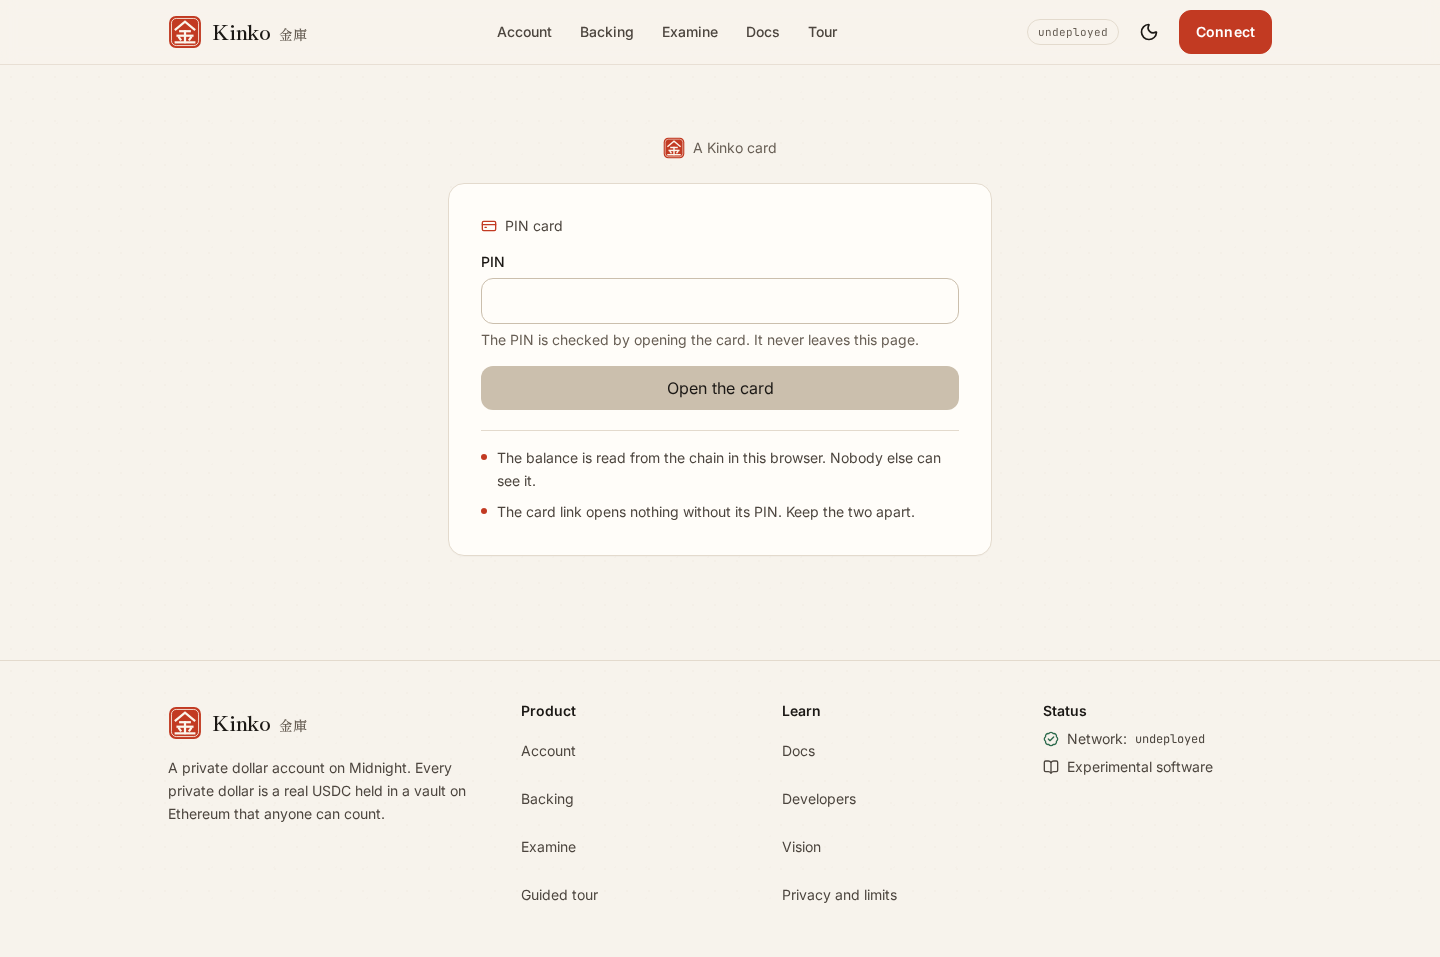 金 Kinko 金庫
Account
Backing
Examine
Docs
Tour
undeployed
Connect
金 A Kinko card
PIN card
PIN
The PIN is checked by opening the card. It never leaves this page.
Open the card
The balance is read from the chain in this browser. Nobody else can
see it.
The card link opens nothing without its PIN. Keep the two apart.
金 Kinko 金庫
A private dollar account on Midnight. Every
private dollar is a real USDC held in a vault on
Ethereum that anyone can count.
Product
Account
Backing
Examine
Guided tour
Learn
Docs
Developers
Vision
Privacy and limits
Status
Network: undeployed
Experimental software